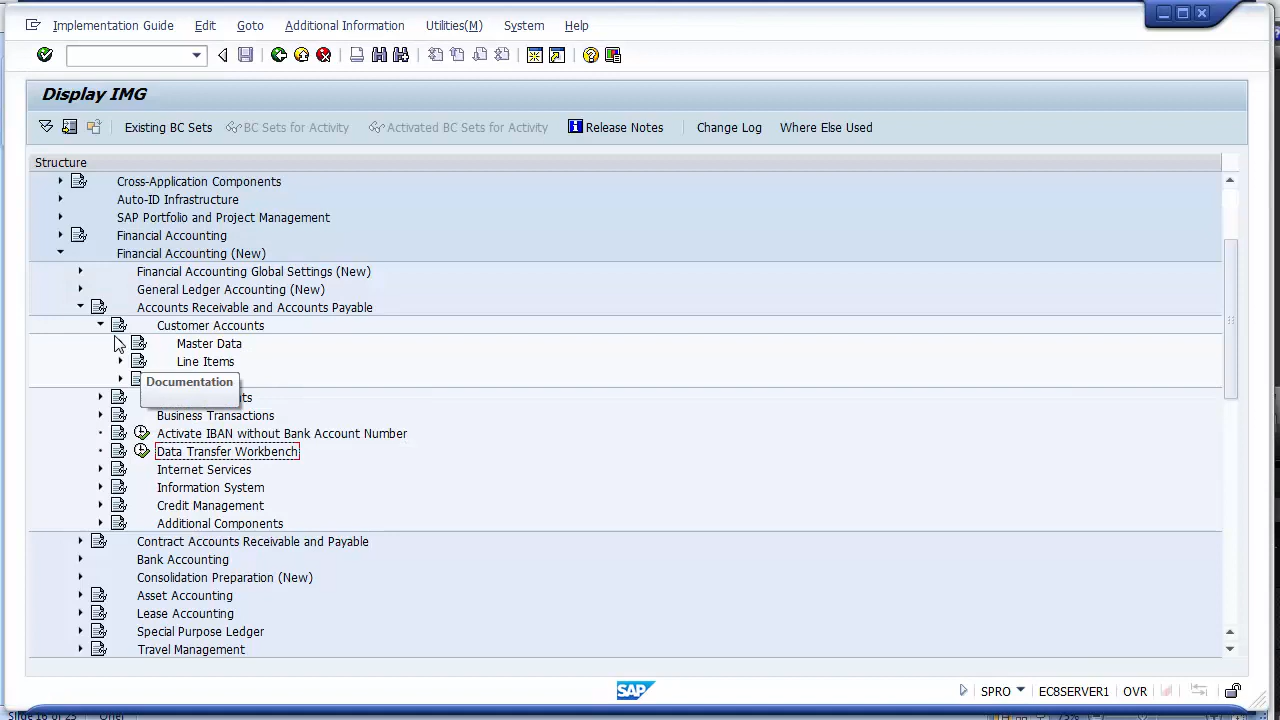 Implementation Guide Edit Goto Additional Information Utilities(M) System Help
Display IMG
Existing BC Sets BC Sets for Activity Activated BC Sets for Activity Release Notes Change Log Where Else Used
Structure
Cross-Application Components
Auto-ID Infrastructure
SAP Portfolio and Project Management
Financial Accounting
Financial Accounting (New)
Financial Accounting Global Settings (New)
General Ledger Accounting (New)
Accounts Receivable and Accounts Payable
Customer Accounts
Master Data
Line Items
Documentation
Business Transactions
Activate IBAN without Bank Account Number
Data Transfer Workbench
Internet Services
Information System
Credit Management
Additional Components
Contract Accounts Receivable and Payable
Bank Accounting
Consolidation Preparation (New)
Asset Accounting
Lease Accounting
Special Purpose Ledger
Travel Management
SAP SPRO OVR
Slide 16 of 25